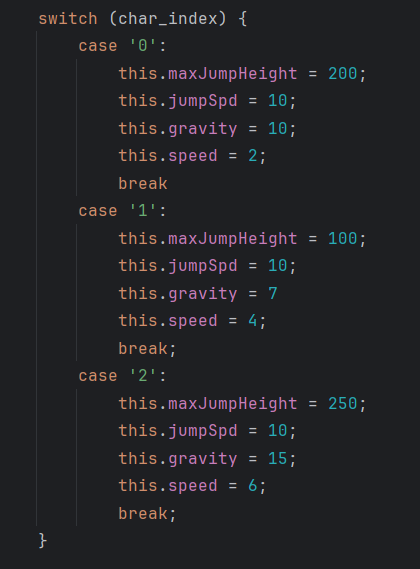 switch (char_index) {
    case '0':
        this.maxJumpHeight = 200;
        this.jumpSpd = 10;
        this.gravity = 10;
        this.speed = 2;
        break
    case '1':
        this.maxJumpHeight = 100;
        this.jumpSpd = 10;
        this.gravity = 7
        this.speed = 4;
        break;
    case '2':
        this.maxJumpHeight = 250;
        this.jumpSpd = 10;
        this.gravity = 15;
        this.speed = 6;
        break;
}